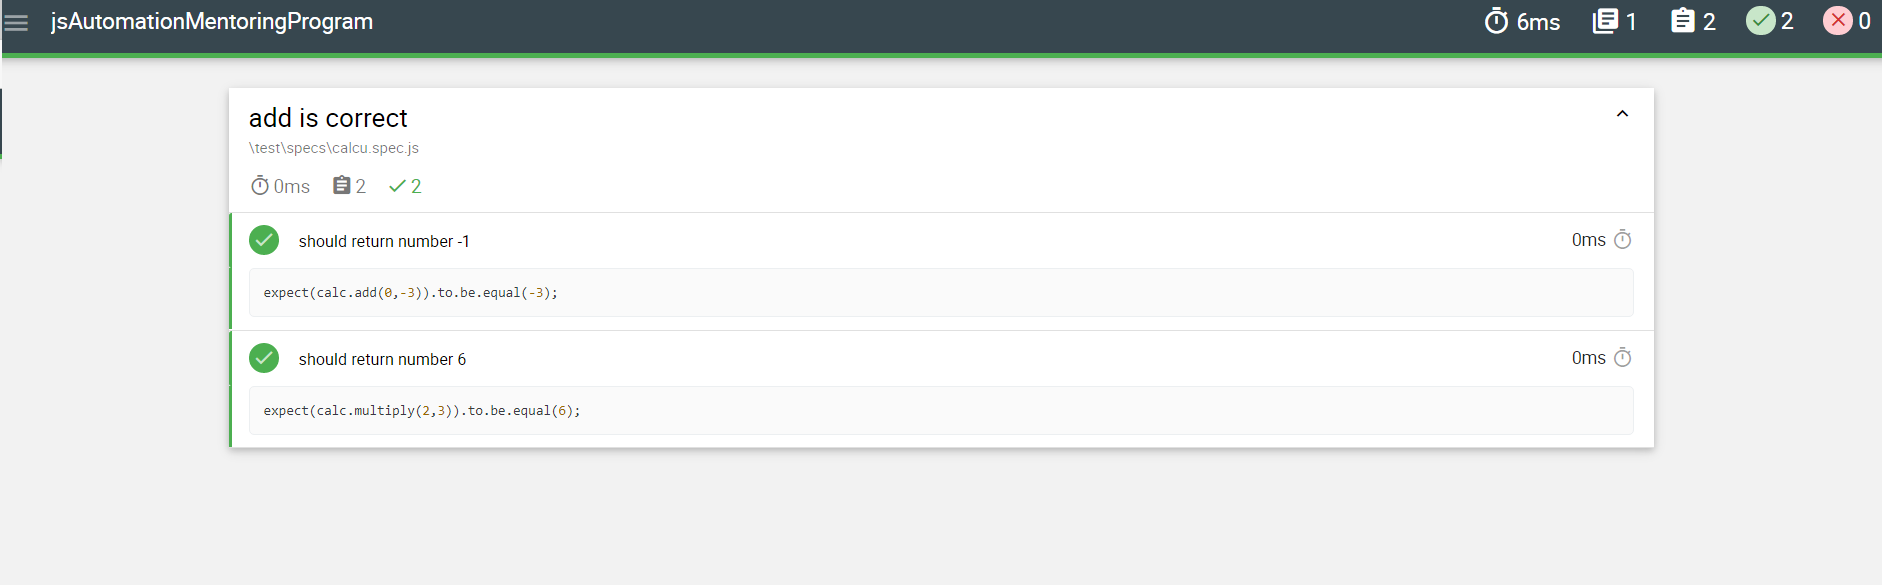 jsAutomationMentoringProgram 6ms 1 2 2 0
add is correct
\test\specs\calcu.spec.js
0ms 2 2
should return number -1 0ms
expect(calc.add(0,-3)).to.be.equal(-3);
should return number 6 0ms
expect(calc.multiply(2,3)).to.be.equal(6);